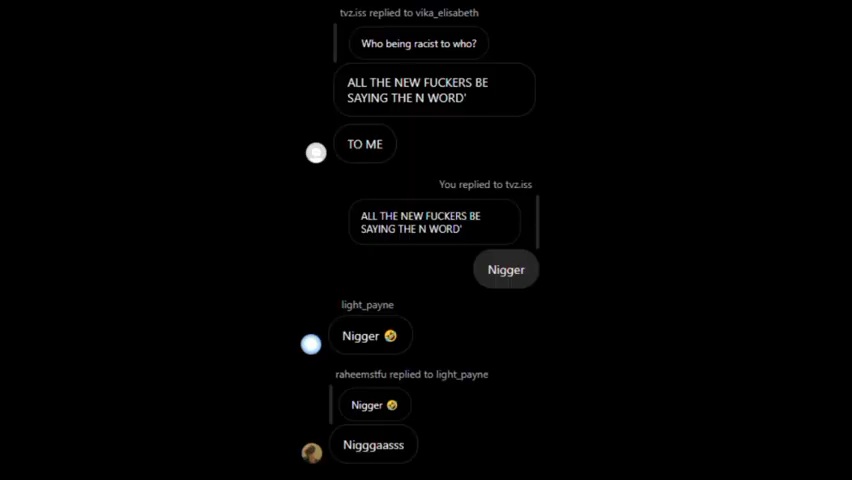 tvz.iss replied to vika_elisabeth
Who being racist to who?
ALL THE NEW FUCKERS BE
SAYING THE N WORD'
TO ME
You replied to tvz.iss
ALL THE NEW FUCKERS BE
SAYING THE N WORD'
Nigger
light_payne
Nigger 🤣
raheemstfu replied to light_payne
Nigger 🤣
Nigggaasss